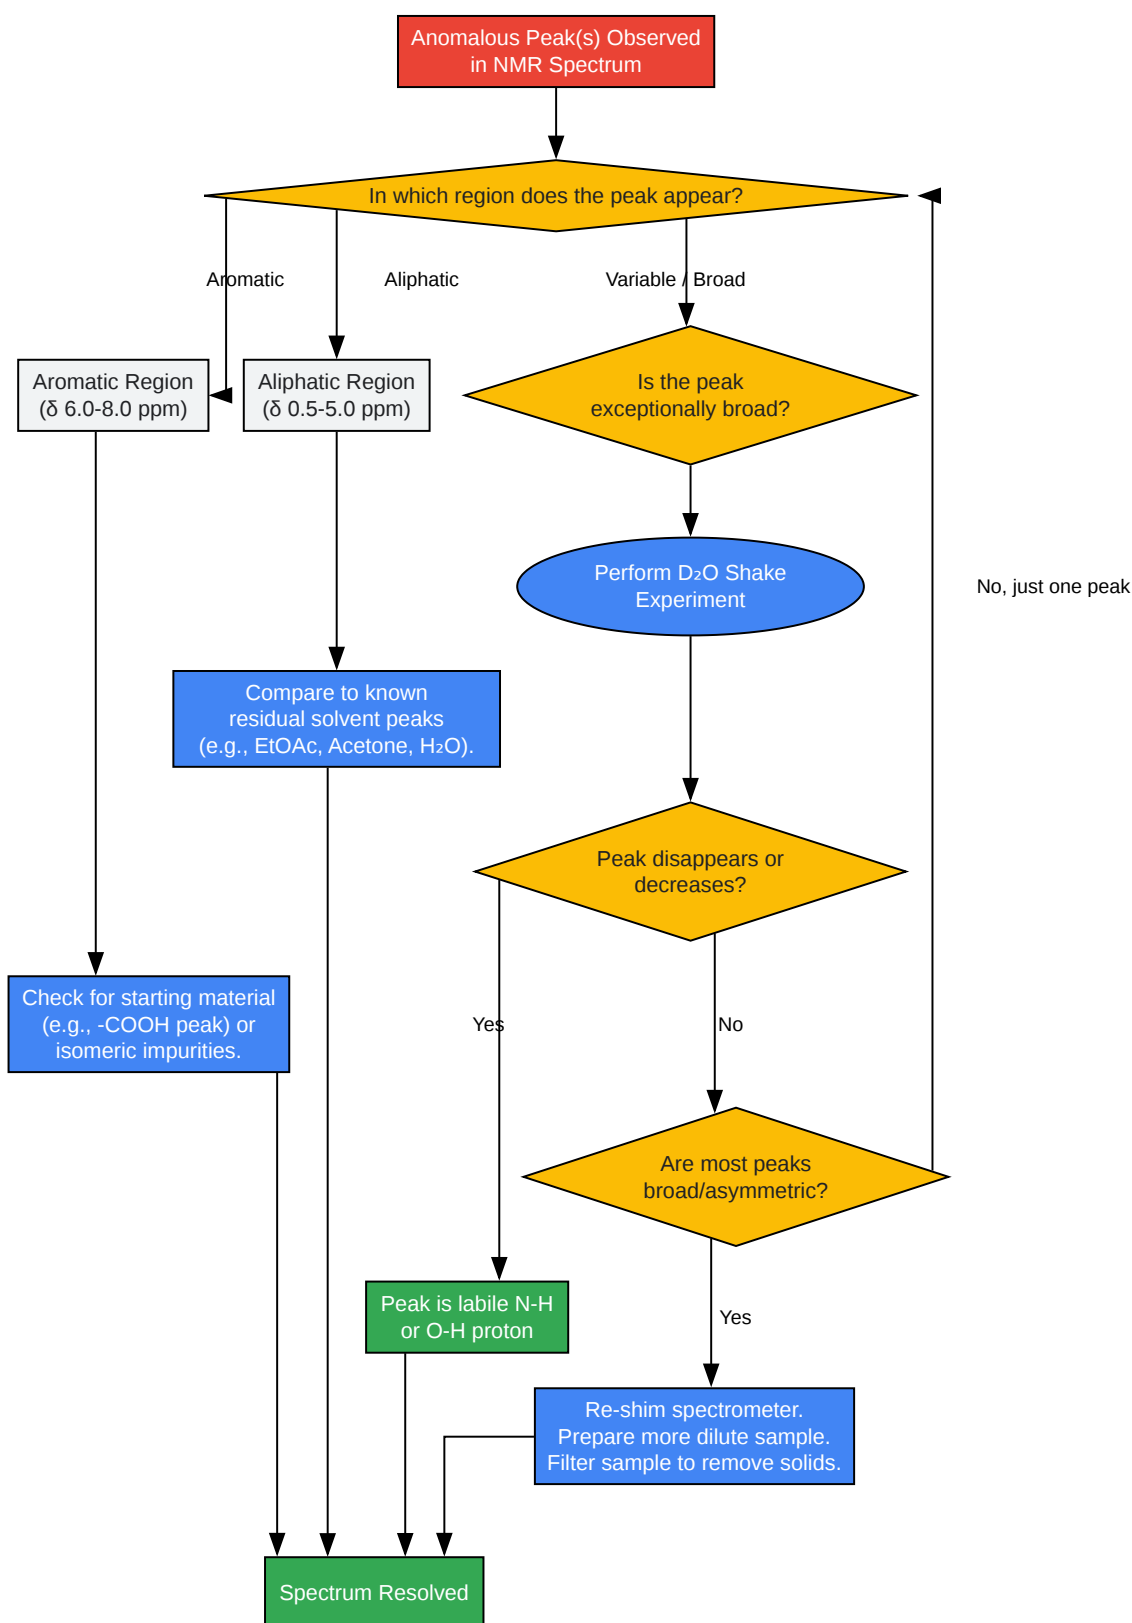 Anomalous Peak(s) Observed
in NMR Spectrum
In which region does the peak appear?
Aromatic
Aliphatic
Variable / Broad
Aromatic Region
(δ 6.0-8.0 ppm)
Aliphatic Region
(δ 0.5-5.0 ppm)
Is the peak
exceptionally broad?
Perform D₂O Shake
Experiment
No, just one peak
Compare to known
residual solvent peaks
(e.g., EtOAc, Acetone, H₂O).
Peak disappears or
decreases?
Check for starting material
(e.g., -COOH peak) or
isomeric impurities.
Yes
No
Are most peaks
broad/asymmetric?
Peak is labile N-H
or O-H proton
Yes
Re-shim spectrometer.
Prepare more dilute sample.
Filter sample to remove solids.
Spectrum Resolved